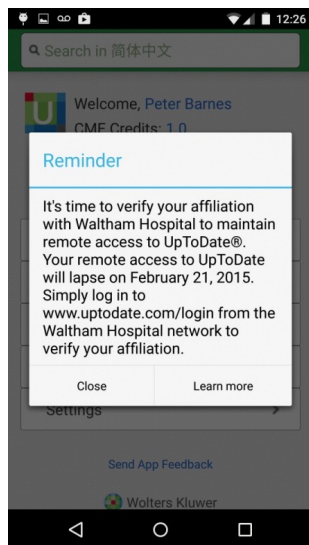 12:26
Search in 简体中文
U
Welcome, Peter Barnes
CME Credits: 1.0
Reminder
It's time to verify your affiliation
with Waltham Hospital to maintain
remote access to UpToDate®.
Your remote access to UpToDate
will lapse on February 21, 2015.
Simply log in to
www.uptodate.com/login from the
Waltham Hospital network to
verify your affiliation.
Close Learn more
Settings
Send App Feedback
Wolters Kluwer